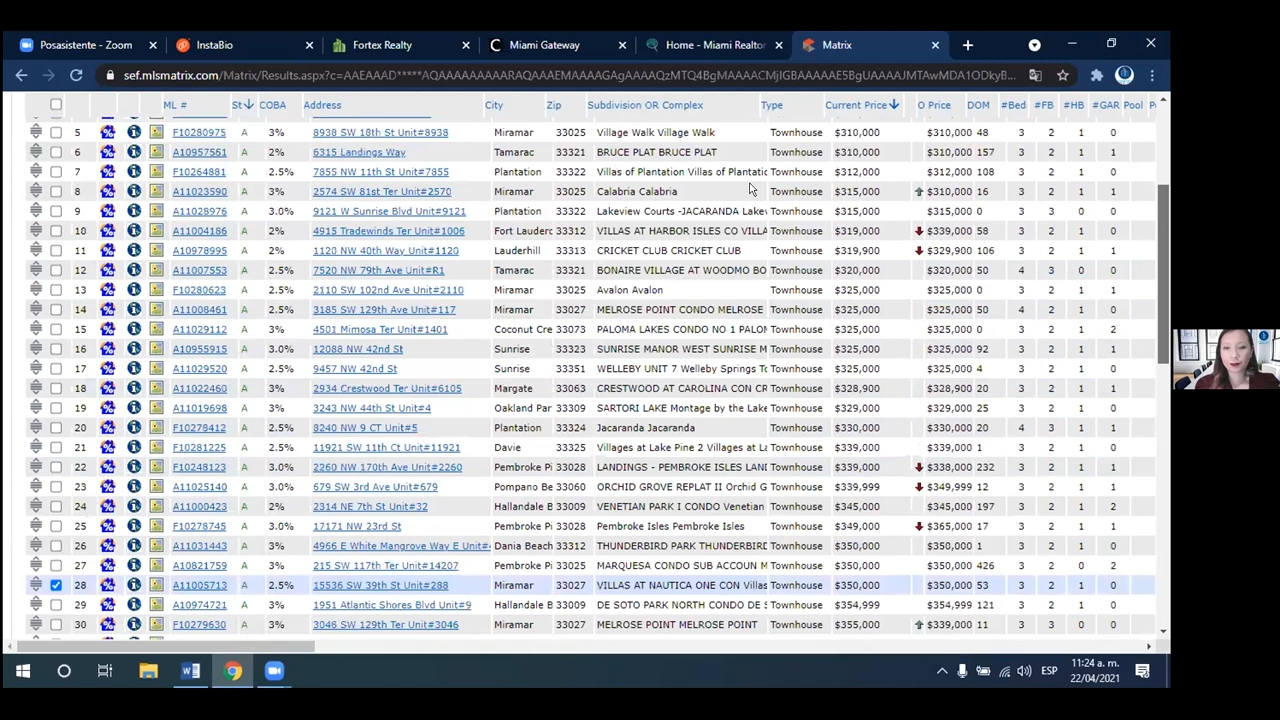 Posasistente - Zoom InstaBio Fortex Realty Miami Gateway Home - Miami Realtor Matrix
sef.mlsmatrix.com/Matrix/Results.aspx?c=AAEAAAD*****AQAAAAAAAAARAQAAAEMAAAAGAgAAAAQzMTQ4BgMAAAACMjIGBAAAAAE5BgUAAAAJMTAwMDA1ODkyB...
ML # St COBA Address City Zip Subdivision OR Complex Type Current Price O Price DOM #Bed #FB #HB #GAR Pool
5 F10280975 A 3% 8938 SW 18th St Unit#8938 Miramar 33025 Village Walk Village Walk Townhouse $310,000 $310,000 48 3 2 1 0
6 A10957561 A 2% 6315 Landings Way Tamarac 33321 BRUCE PLAT BRUCE PLAT Townhouse $310,000 $310,000 157 3 2 1 1
7 F10264881 A 2.5% 7855 NW 11th St Unit#7855 Plantation 33322 Villas of Plantation Villas of Plantatic Townhouse $312,000 $312,000 108 3 2 1 0
8 A11023590 A 3% 2574 SW 81st Ter Unit#2570 Miramar 33025 Calabria Calabria Townhouse $315,000 $310,000 16 3 2 1 1
9 A11028976 A 3.0% 9121 W Sunrise Blvd Unit#9121 Plantation 33322 Lakeview Courts -JACARANDA Lakev Townhouse $315,000 $315,000 0 3 3 0 0
10 A11004186 A 2% 4915 Tradewinds Ter Unit#1006 Fort Lauderc 33312 VILLAS AT HARBOR ISLES CO VILLA Townhouse $319,000 $339,000 58 3 2 1 0
11 A10978995 A 2% 1120 NW 40th Way Unit#1120 Lauderhill 33313 CRICKET CLUB CRICKET CLUB Townhouse $319,900 $329,900 106 3 2 1 1
12 A11007553 A 2.5% 7520 NW 79th Ave Unit#R1 Tamarac 33321 BONAIRE VILLAGE AT WOODMO BO Townhouse $320,000 $320,000 50 4 3 0 0
13 F10280623 A 2.5% 2110 SW 102nd Ave Unit#2110 Miramar 33025 Avalon Avalon Townhouse $325,000 $325,000 0 3 2 1 0
14 A11008461 A 2.5% 3185 SW 129th Ave Unit#117 Miramar 33027 MELROSE POINT CONDO MELROSE Townhouse $325,000 $325,000 50 4 2 1 0
15 A11029112 A 3% 4501 Mimosa Ter Unit#1401 Coconut Cre 33073 PALOMA LAKES CONDO NO 1 PALON Townhouse $325,000 $325,000 0 3 2 1 2
16 A10955915 A 3.0% 12088 NW 42nd St Sunrise 33323 SUNRISE MANOR WEST SUNRISE M Townhouse $325,000 $325,000 92 3 2 1 1
17 A11029520 A 2.5% 9457 NW 42nd St Sunrise 33351 WELLEBY UNIT 7 Welleby Springs To Townhouse $325,000 $325,000 4 3 2 1 0
18 A11022460 A 3% 2934 Crestwood Ter Unit#6105 Margate 33063 CRESTWOOD AT CAROLINA CON CR Townhouse $328,900 $328,900 20 3 2 1 1
19 A11019698 A 3% 3243 NW 44th St Unit#4 Oakland Par 33309 SARTORI LAKE Montage by the Lake Townhouse $329,000 $329,000 25 3 2 1 1
20 F10278412 A 2.5% 8240 NW 9 CT Unit#5 Plantation 33324 Jacaranda Jacaranda Townhouse $330,000 $330,000 20 4 3 1 0
21 F10281225 A 2.5% 11921 SW 11th Ct Unit#11921 Davie 33325 Villages at Lake Pine 2 Villages at La Townhouse $339,000 $339,000 1 3 2 1 0
22 F10248123 A 3.0% 2260 NW 170th Ave Unit#2260 Pembroke Pi 33028 LANDINGS - PEMBROKE ISLES LANI Townhouse $339,000 $338,000 232 3 2 1 1
23 A11025140 A 3.0% 679 SW 3rd Ave Unit#679 Pompano Be 33060 ORCHID GROVE REPLAT II Orchid G Townhouse $339,999 $349,999 12 3 2 1 1
24 A11000423 A 2% 2314 NE 7th St Unit#32 Hallandale B 33009 VENETIAN PARK I CONDO Venetian Townhouse $345,000 $345,000 197 3 2 1 2
25 F10278745 A 3.0% 17171 NW 23rd St Pembroke Pi 33028 Pembroke Isles Pembroke Isles Townhouse $349,000 $365,000 17 3 2 1 1
26 A11031443 A 3% 4966 E White Mangrove Way E Unit#4 Dania Beach 33312 THUNDERBIRD PARK THUNDERBIRD Townhouse $350,000 $350,000 0 3 2 1 1
27 A10821759 A 3% 215 SW 117th Ter Unit#14207 Pembroke Pi 33025 MARQUESA CONDO SUB ACCOUN M Townhouse $350,000 $350,000 426 3 2 0 2
28 A11005713 A 2.5% 15536 SW 39th St Unit#288 Miramar 33027 VILLAS AT NAUTICA ONE CON Villas Townhouse $350,000 $350,000 53 3 2 1 0
29 A10974721 A 3% 1951 Atlantic Shores Blvd Unit#9 Hallandale B 33009 DE SOTO PARK NORTH CONDO DE S Townhouse $354,999 $354,999 121 3 2 1 0
30 F10279630 A 3% 3046 SW 129th Ter Unit#3046 Miramar 33027 MELROSE POINT MELROSE POINT Townhouse $355,000 $339,000 11 3 3 1 0
ESP 11:24 a. m.
22/04/2021